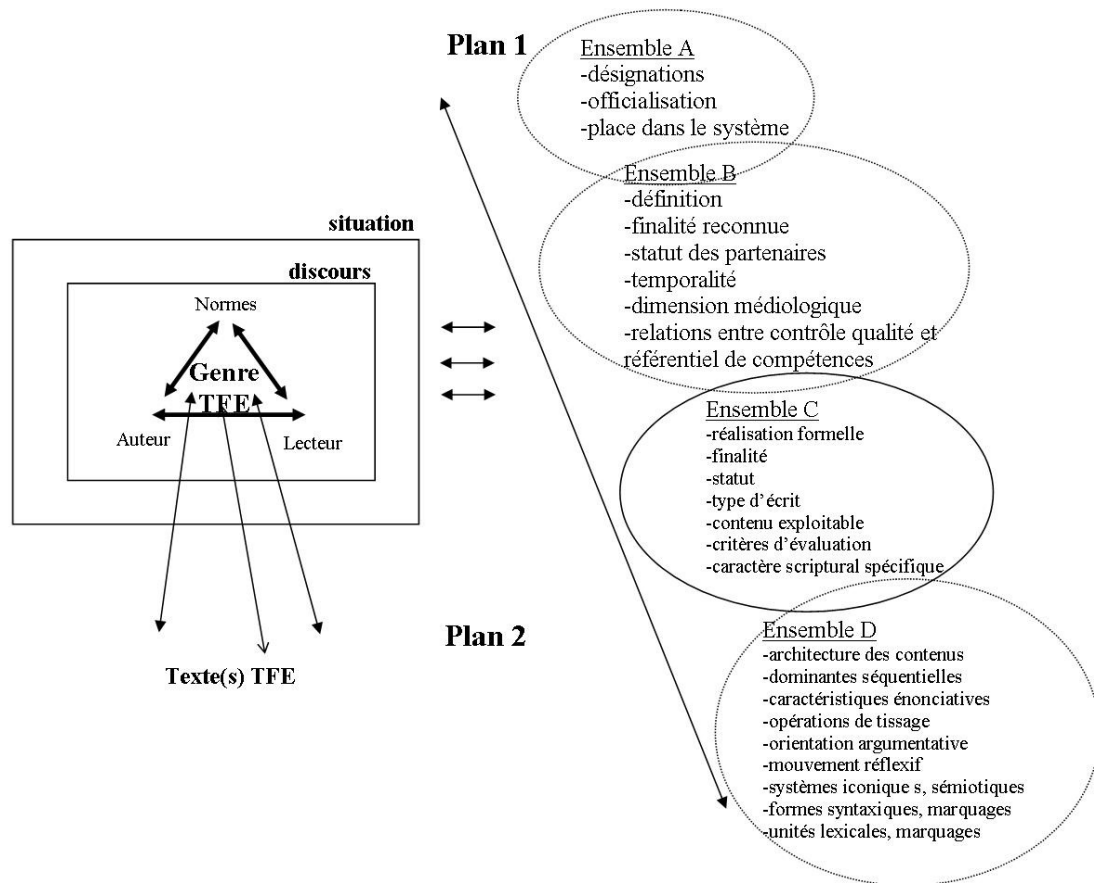 Plan 1
Ensemble A
-désignations
-officialisation
-place dans le système
Ensemble B
-définition
-finalité reconnue
-statut des partenaires
-temporalité
-dimension médiologique
-relations entre contrôle qualité et
référentiel de compétences
situation
discours
Normes
Genre
TFE
Auteur
Lecteur
Ensemble C
-réalisation formelle
-finalité
-statut
-type d'écrit
-contenu exploitable
-critères d'évaluation
-caractère scriptural spécifique
Plan 2
Texte(s) TFE
Ensemble D
-architecture des contenus
-dominantes séquentielles
-caractéristiques énonciatives
-opérations de tissage
-orientation argumentative
-mouvement réflexif
-systèmes iconique s, sémiotiques
-formes syntaxiques, marquages
-unités lexicales, marquages